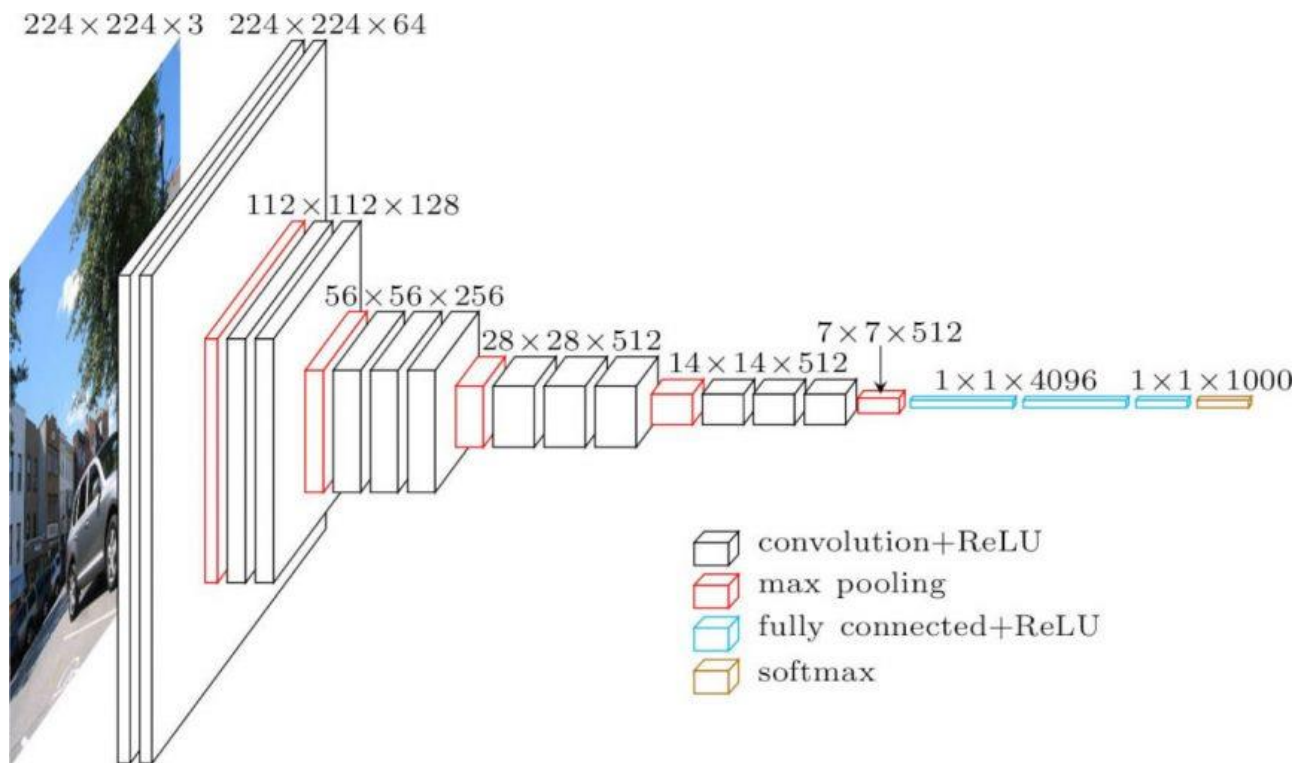 224×224×3
224×224×64
112×112×128
56×56×256
28×28×512
14×14×512
7×7×512
1×1×4096
1×1×1000
convolution+ReLU
max pooling
fully connected+ReLU
softmax